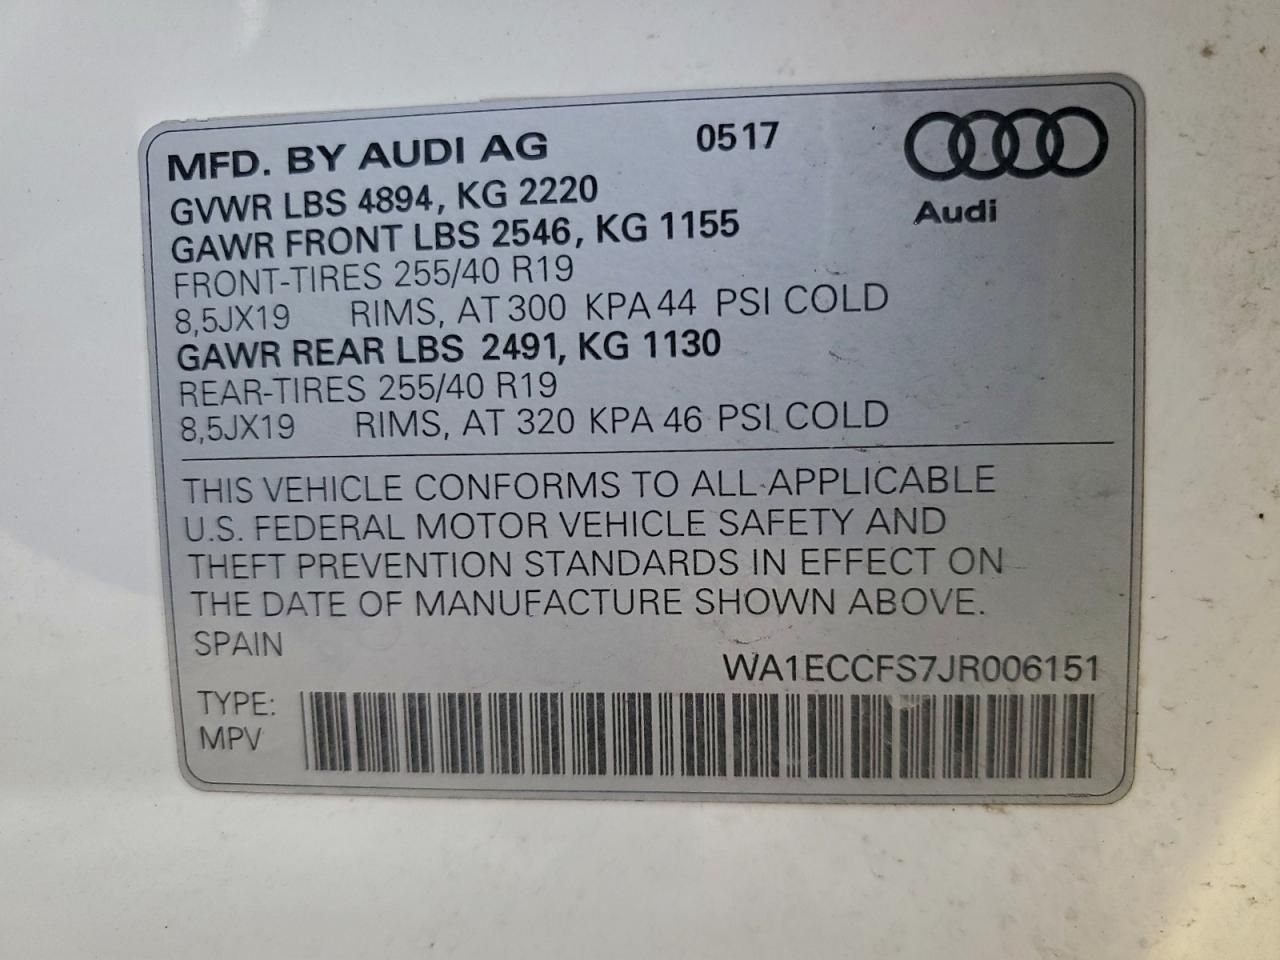 MFD. BY AUDI AG 0517
GVWR LBS 4894, KG 2220
Audi
GAWR FRONT LBS 2546, KG 1155
FRONT-TIRES 255/40 R19
8,5JX19 RIMS, AT 300 KPA 44 PSI COLD
GAWR REAR LBS 2491, KG 1130
REAR-TIRES 255/40 R19
8,5JX19 RIMS, AT 320 KPA 46 PSI COLD
THIS VEHICLE CONFORMS TO ALL APPLICABLE
U.S. FEDERAL MOTOR VEHICLE SAFETY AND
THEFT PREVENTION STANDARDS IN EFFECT ON
THE DATE OF MANUFACTURE SHOWN ABOVE.
SPAIN
WA1ECCFS7JR006151
TYPE:
MPV